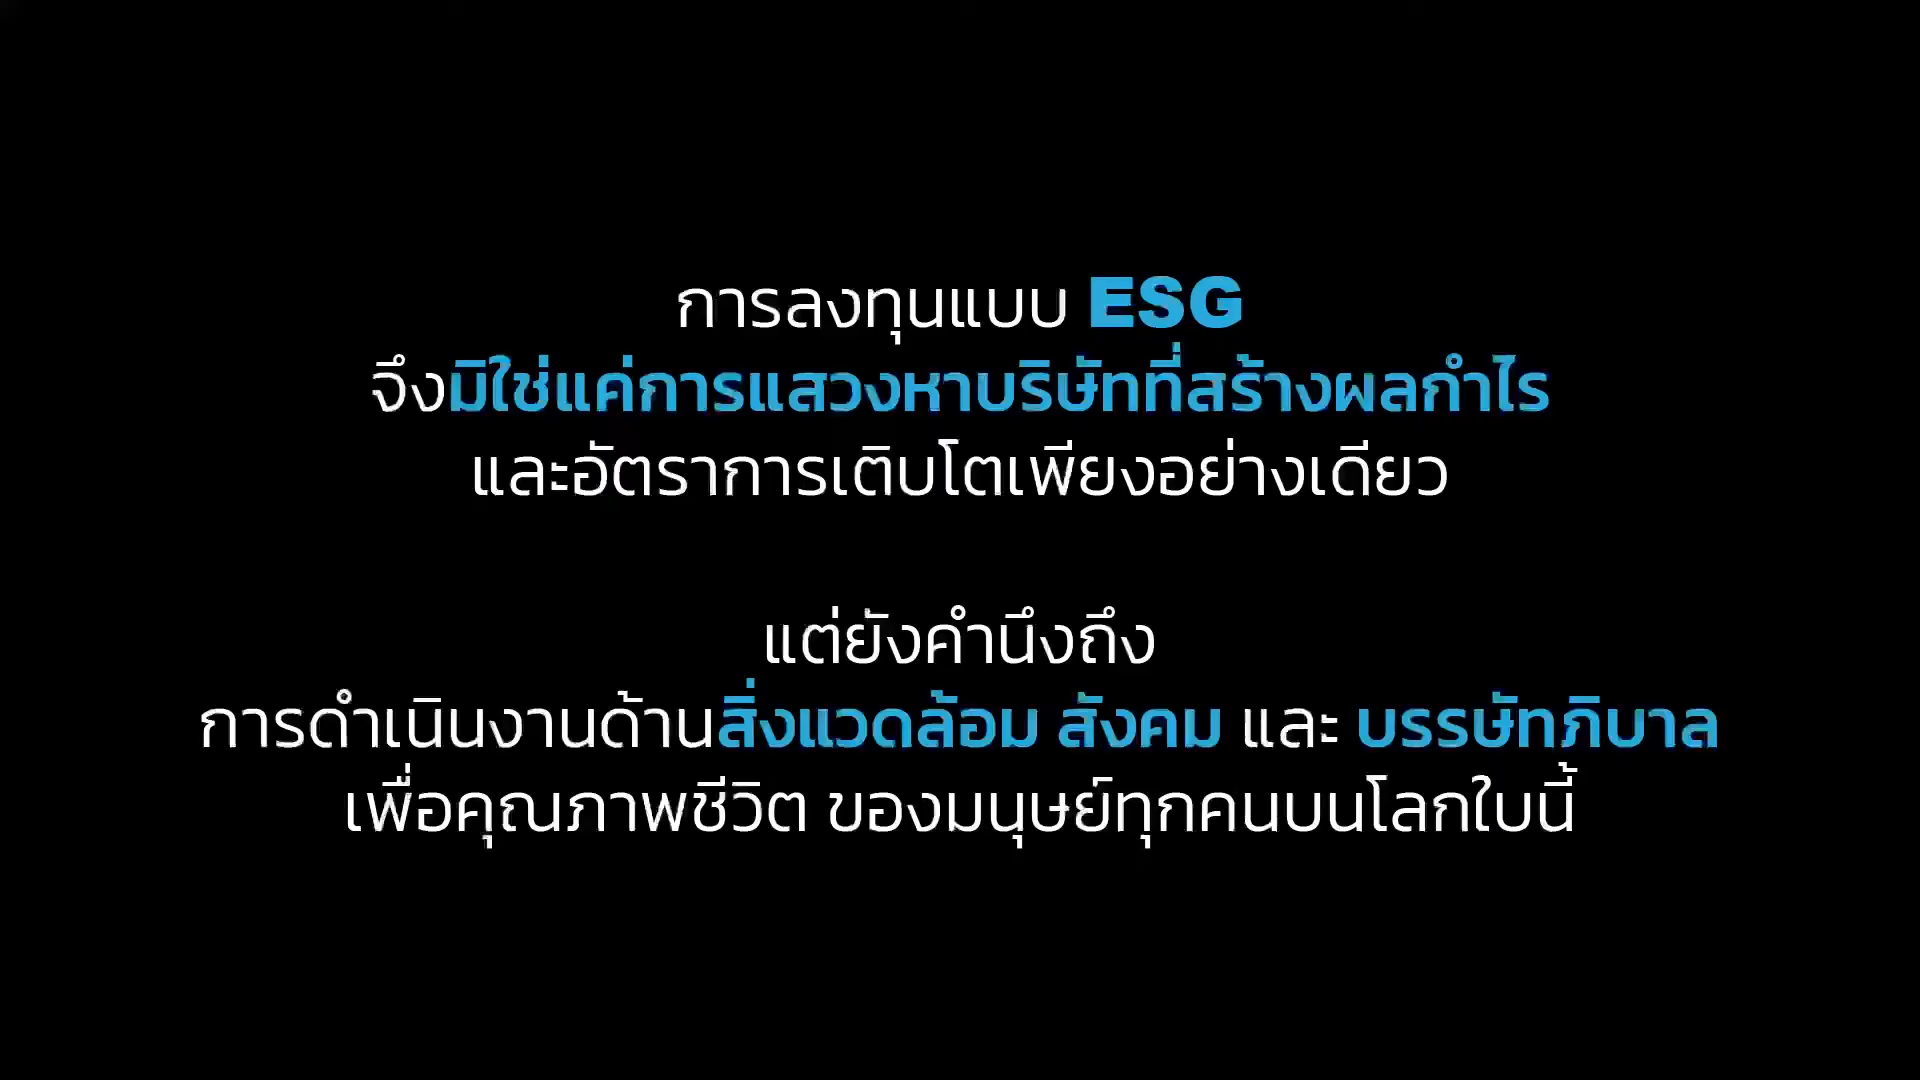 การลงทุนแบบ ESG
จึงมิใช่แค่การแสวงหาบริษัทที่สร้างผลกำไร
และอัตราการเติบโตเพียงอย่างเดียว
แต่ยังคำนึงถึง
การดำเนินงานด้านสิ่งแวดล้อม สังคม และ บรรษัทภิบาล
เพื่อคุณภาพชีวิต ของมนุษย์ทุกคนบนโลกใบนี้